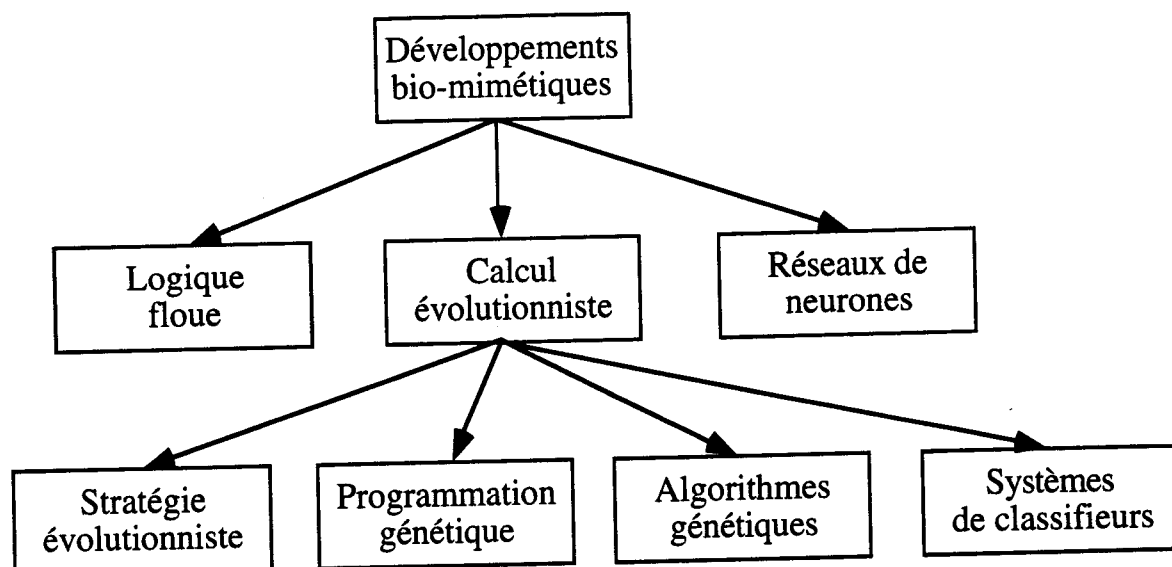 Développements
bio-mimétiques
Logique
floue
Calcul
évolutionniste
Réseaux de
neurones
Stratégie
évolutionniste
Programmation
génétique
Algorithmes
génétiques
Systèmes
de classifieurs